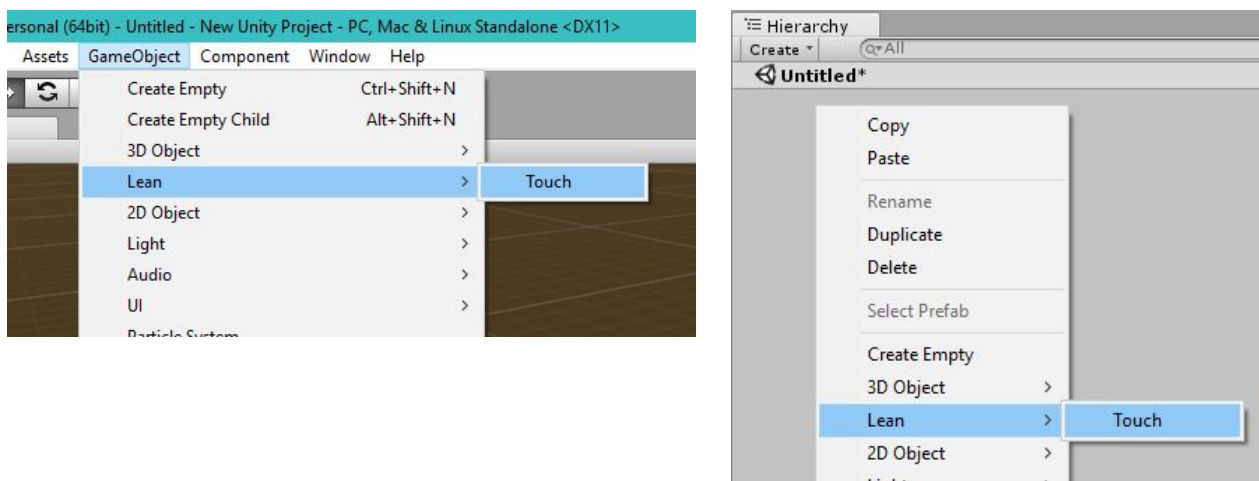 ersonal (64bit) - Untitled - New Unity Project - PC, Mac & Linux Standalone <DX11>
Assets GameObject Component Window Help
Create Empty Ctrl+Shift+N
Create Empty Child Alt+Shift+N
3D Object >
Lean > Touch
2D Object >
Light >
Audio >
UI >
Particle System
Hierarchy
Create All
Untitled*
Copy
Paste
Rename
Duplicate
Delete
Select Prefab
Create Empty
3D Object >
Lean > Touch
2D Object >